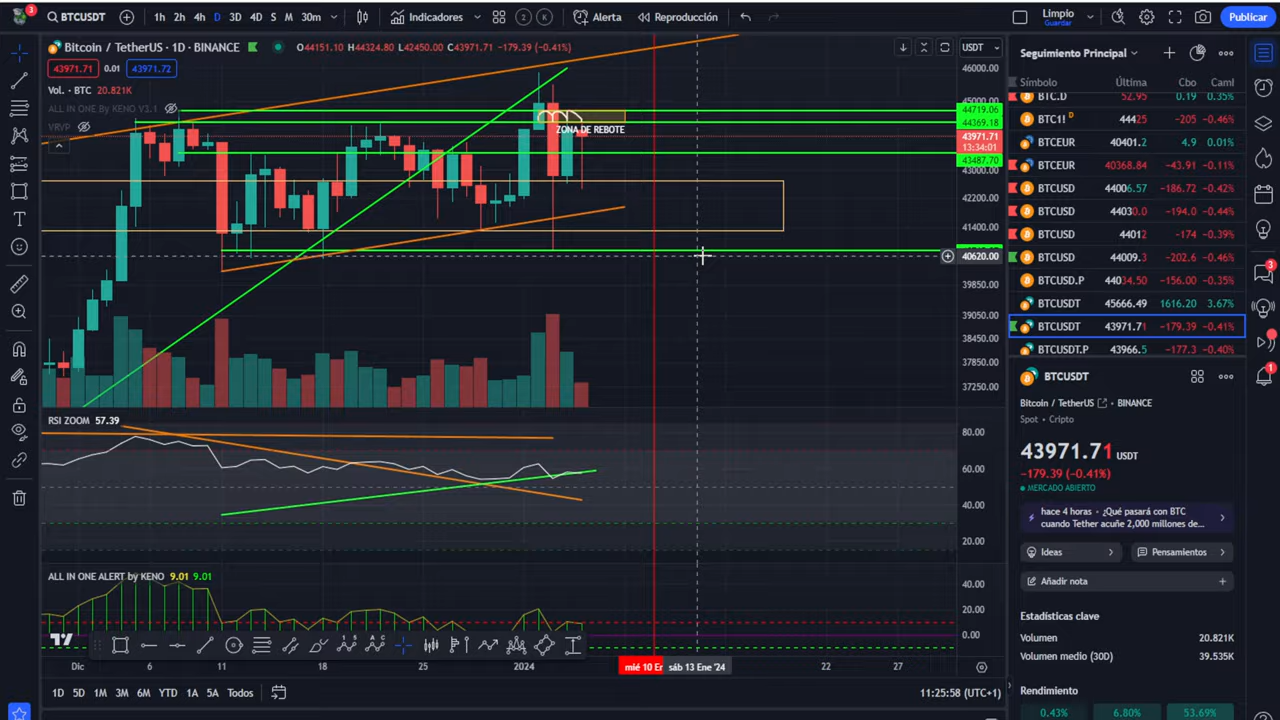 3
BTCUSDT
1h 2h 4h D 3D 4D S M 30m
Indicadores
2 K
Alerta
Reproducción
Limpio
Guardar
Publicar
Bitcoin / TetherUS · 1D · BINANCE
O44151.10 H44324.80 L42450.00 C43971.71 −179.39 (−0.41%)
43971.71 0.01 43971.72
Vol. · BTC 20.821K
ALL IN ONE By KENO V3.1
VRVP
ZONA DE REBOTE
USDT
46000.00
45000.00
44719.06
44369.18
43971.71
13:34:01
43487.70
43000.00
42200.00
41400.00
40620.00
39850.00
39050.00
38450.00
37850.00
37250.00
RSI ZOOM 57.39
80.00
60.00
40.00
20.00
ALL IN ONE ALERT by KENO 9.01 9.01
40.00
20.00
0.00
Dic 6 11 18 25 2024 mié 10 Er sáb 13 Ene '24 22 27
1D 5D 1M 3M 6M YTD 1A 5A Todos
11:25:58 (UTC+1)
Seguimiento Principal
Símbolo Última Cbo Caml
BTC.D 52.95 0.19 0.35%
BTC1! D 44425 −205 −0.46%
BTCEUR 40401.2 4.9 0.01%
BTCEUR 40368.84 −43.91 −0.11%
BTCUSD 44006.57 −186.72 −0.42%
BTCUSD 44030.0 −194.0 −0.44%
BTCUSD 44012 −174 −0.39%
BTCUSD 44009.3 −202.6 −0.46%
BTCUSD.P 44034.50 −156.00 −0.35%
BTCUSDT 45666.49 1616.20 3.67%
BTCUSDT 43971.71 −179.39 −0.41%
BTCUSDT.P 43966.5 −177.3 −0.40%
BTCUSDT
Bitcoin / TetherUS BINANCE
Spot • Cripto
43971.71 USDT
−179.39 (−0.41%)
MERCADO ABIERTO
hace 4 horas • ¿Qué pasará con BTC
cuando Tether acuñe 2,000 millones de...
Ideas
Pensamientos
Añadir nota
Estadísticas clave
Volumen 20.821K
Volumen medio (30D) 39.535K
Rendimiento
0.43% 6.80% 53.69%
3
1